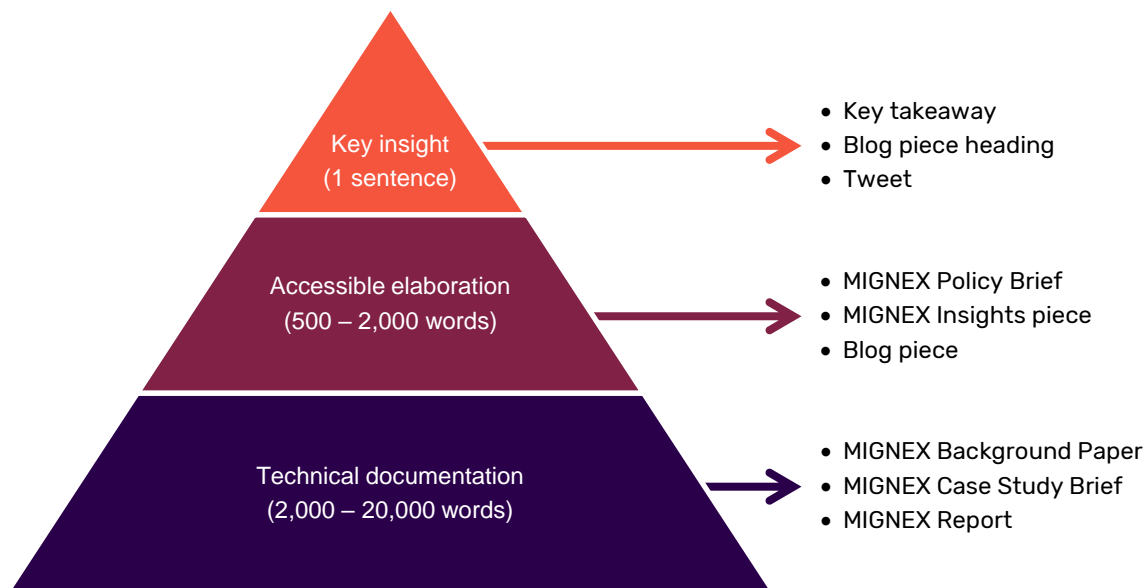 Key insight
(1 sentence)
• Key takeaway
• Blog piece heading
• Tweet
Accessible elaboration
(500 – 2,000 words)
• MIGNEX Policy Brief
• MIGNEX Insights piece
• Blog piece
Technical documentation
(2,000 – 20,000 words)
• MIGNEX Background Paper
• MIGNEX Case Study Brief
• MIGNEX Report